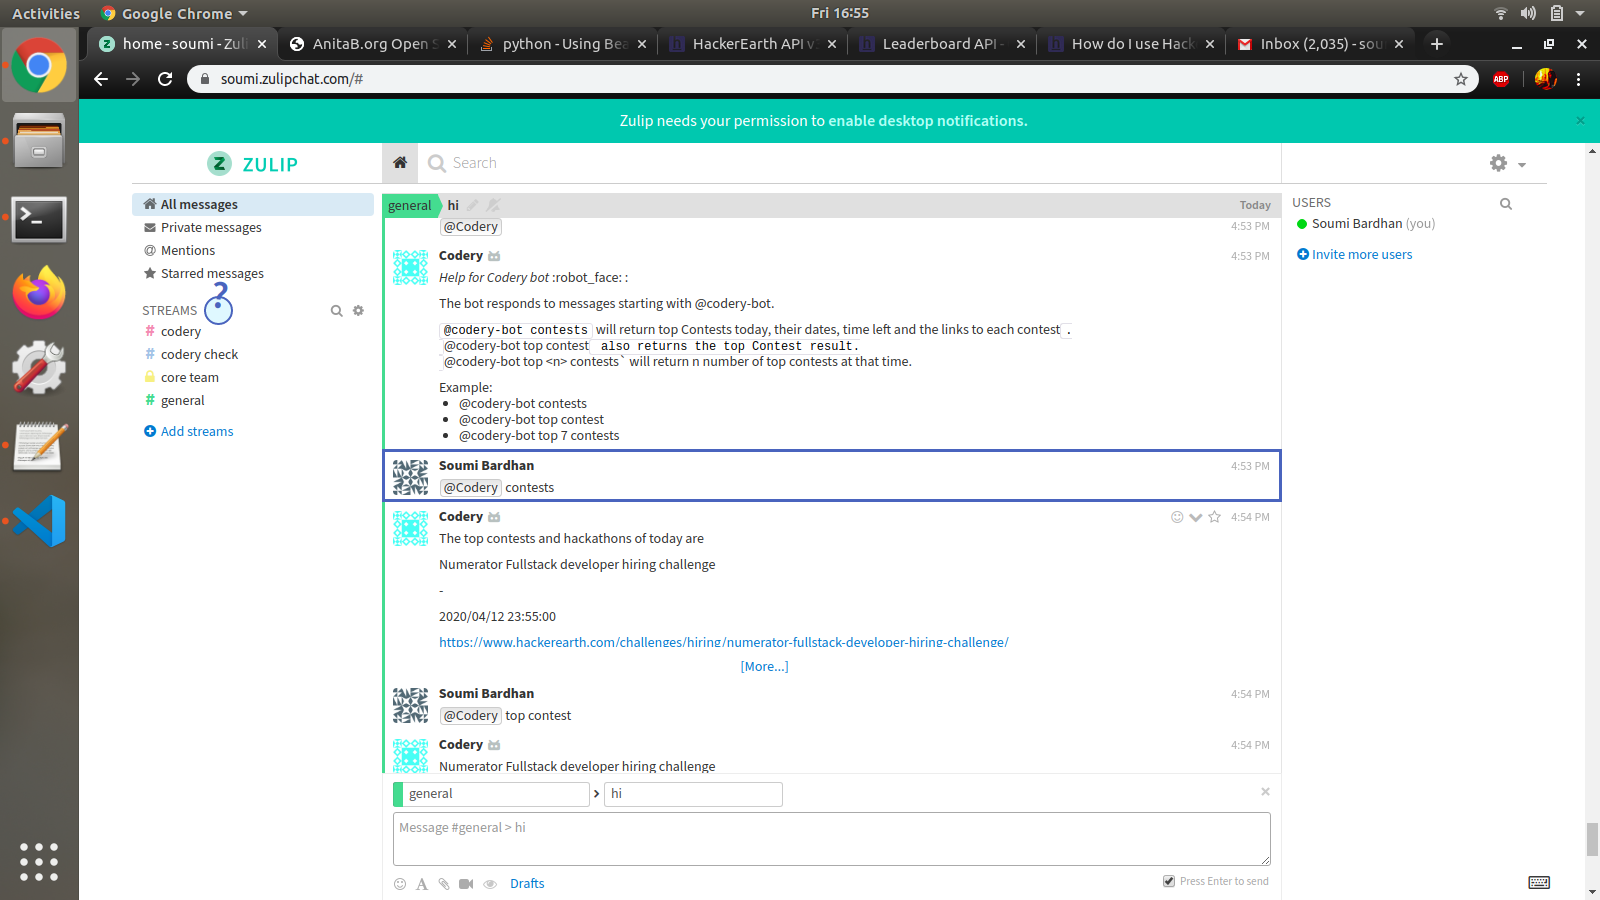 Activities
Google Chrome
Fri 16:55
home - soumi - Zuli
AnitaB.org Open S
python - Using Bea
HackerEarth API v
Leaderboard API -
How do I use Hack
Inbox (2,035) - sou
soumi.zulipchat.com/#
ABP
Zulip needs your permission to enable desktop notifications.
ZULIP
Search
All messages
Private messages
Mentions
Starred messages
STREAMS
# codery
# codery check
core team
# general
Add streams
general
hi
Today
@Codery
4:53 PM
Codery
4:53 PM
Help for Codery bot :robot_face: :
The bot responds to messages starting with @codery-bot.
@codery-bot contests will return top Contests today, their dates, time left and the links to each contest .
@codery-bot top contest also returns the top Contest result.
@codery-bot top <n> contests` will return n number of top contests at that time.
Example:
• @codery-bot contests
• @codery-bot top contest
• @codery-bot top 7 contests
Soumi Bardhan
4:53 PM
@Codery contests
Codery
4:54 PM
The top contests and hackathons of today are
Numerator Fullstack developer hiring challenge
-
2020/04/12 23:55:00
https://www.hackerearth.com/challenges/hiring/numerator-fullstack-developer-hiring-challenge/
[More...]
Soumi Bardhan
4:54 PM
@Codery top contest
Codery
4:54 PM
Numerator Fullstack developer hiring challenge
general
> hi
Message #general > hi
Drafts
Press Enter to send
USERS
Soumi Bardhan (you)
Invite more users